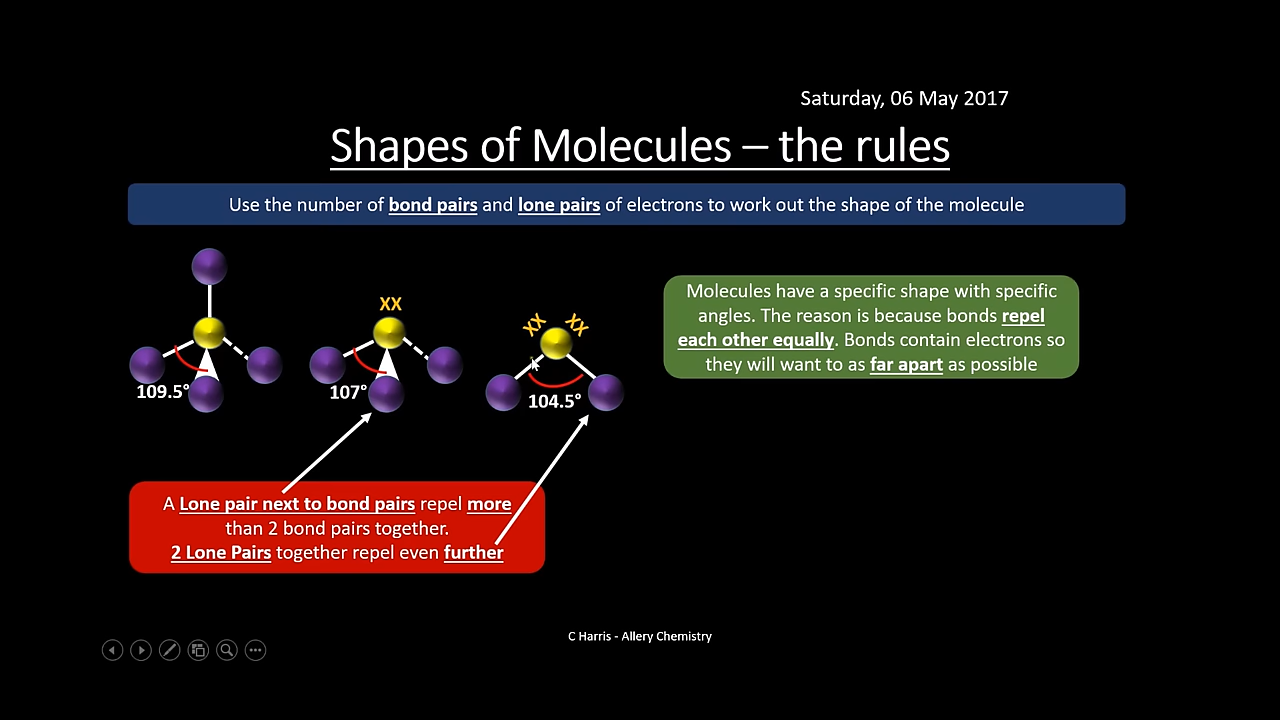 Saturday, 06 May 2017
Shapes of Molecules – the rules
Use the number of bond pairs and lone pairs of electrons to work out the shape of the molecule
XX
XX
XX
109.5°
107°
104.5°
Molecules have a specific shape with specific
angles. The reason is because bonds repel
each other equally. Bonds contain electrons so
they will want to as far apart as possible
A Lone pair next to bond pairs repel more
than 2 bond pairs together.
2 Lone Pairs together repel even further
C Harris - Allery Chemistry